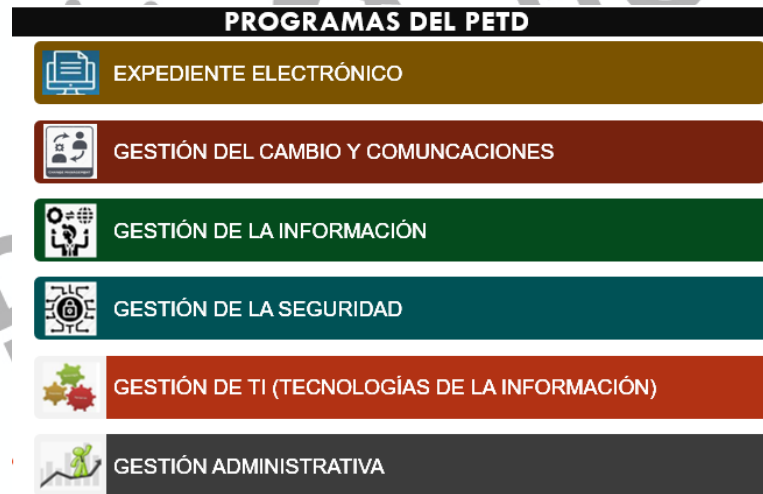 PROGRAMAS DEL PETD
EXPEDIENTE ELECTRÓNICO
GESTIÓN DEL CAMBIO Y COMUNCACIONES
GESTIÓN DE LA INFORMACIÓN
GESTIÓN DE LA SEGURIDAD
GESTIÓN DE TI (TECNOLOGÍAS DE LA INFORMACIÓN)
GESTIÓN ADMINISTRATIVA